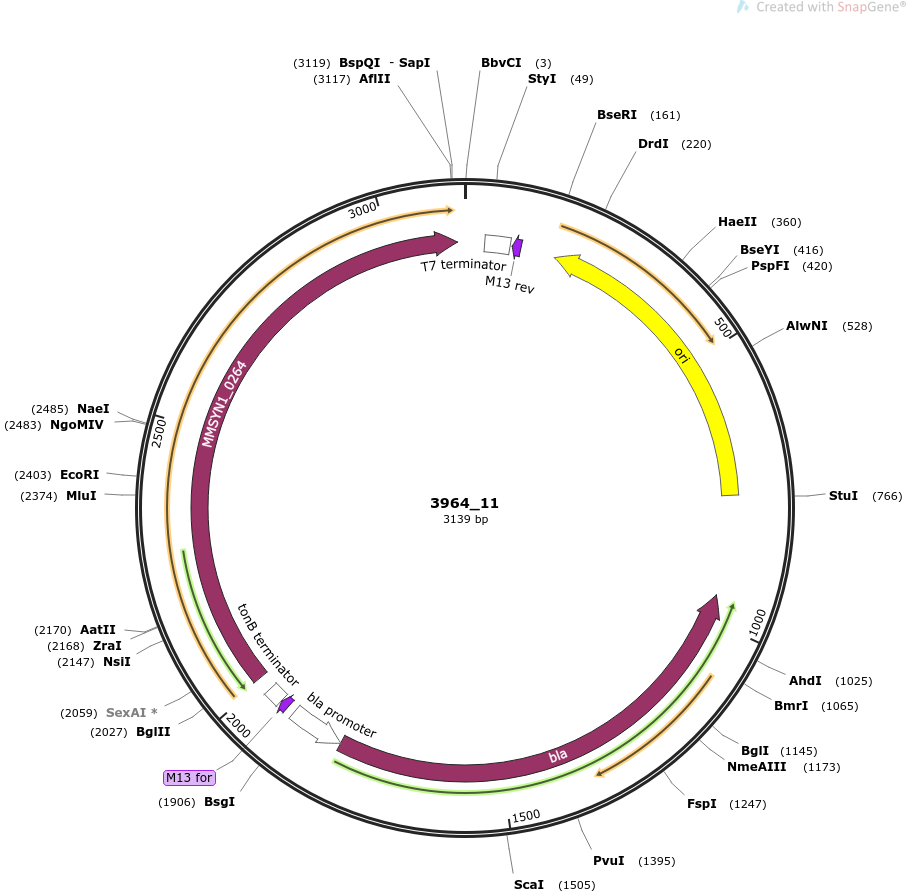 Created with SnapGene®
(3119) BspQI - SapI
(3117) AflII
BbvCI (3)
StyI (49)
BseRI (161)
DrdI (220)
HaeII (360)
BseYI (416)
PspFI (420)
AlwNI (528)
StuI (766)
AhdI (1025)
BmrI (1065)
BglI (1145)
NmeAIII (1173)
FspI (1247)
PvuI (1395)
ScaI (1505)
(1906) BsgI
M13 for
(2027) BglII
(2059) SexAI *
(2147) NsiI
(2168) ZraI
(2170) AatII
(2374) MluI
(2403) EcoRI
(2483) NgoMIV
(2485) NaeI
500
1000
1500
2000
2500
3000
T7 terminator
M13 rev
ori
bla
bla promoter
tonB terminator
MMSYN1_0264
3964_11
3139 bp